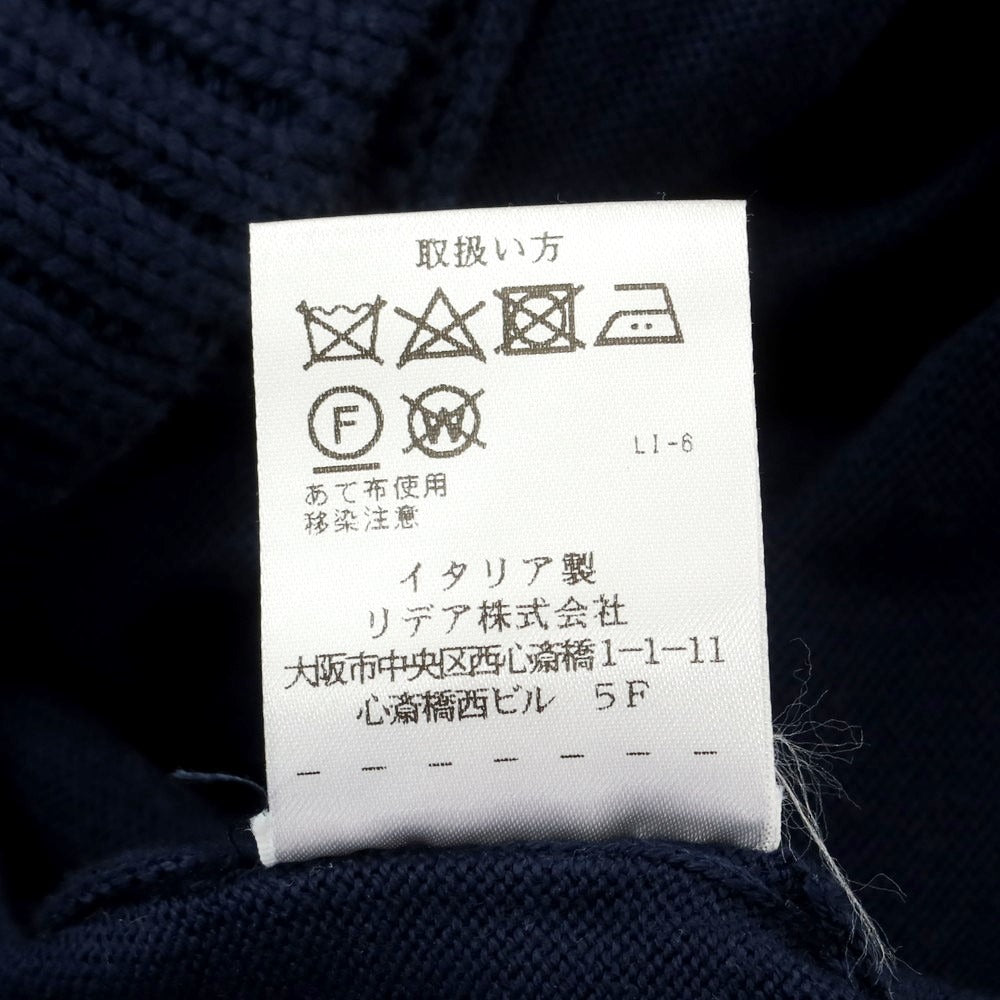 取扱い方
F W
LI-6
あて布使用
移染注意
イタリア製
リデア株式会社
大阪市中央区西心斎橋1-1-11
心斎橋西ビル 5F